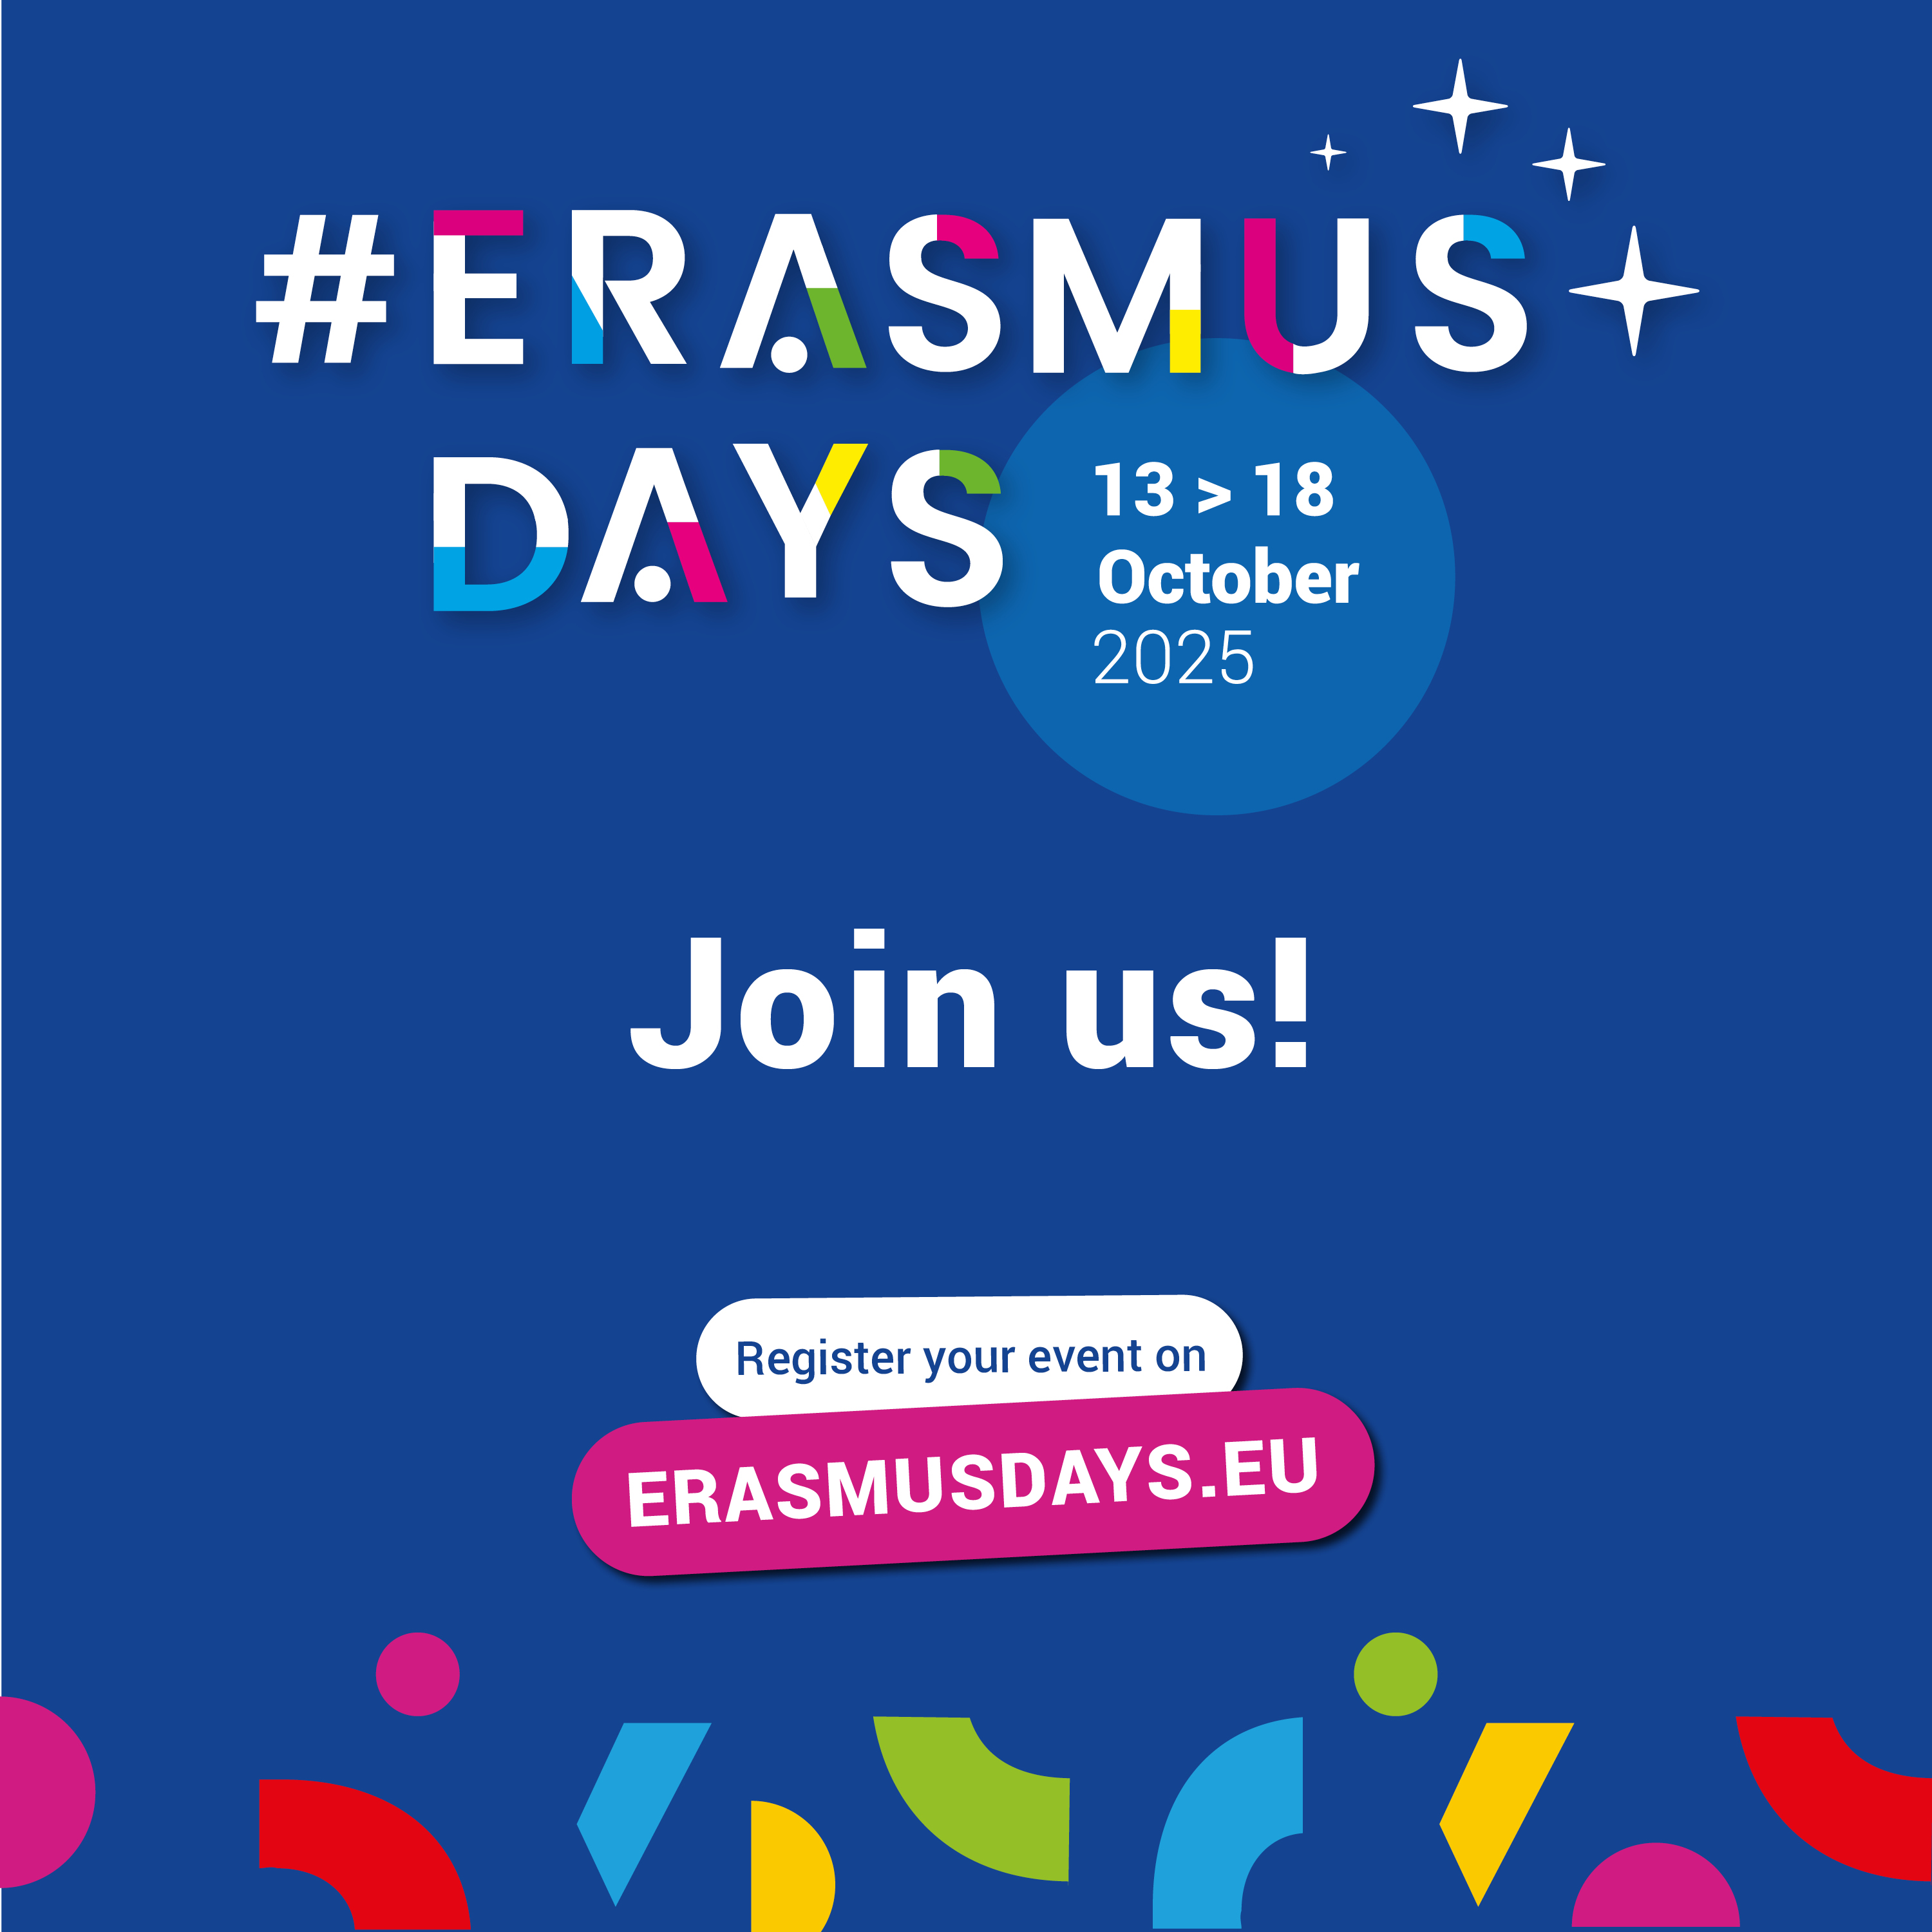 #ERASMUS
DAYS
13 > 18
October
2025
Join us!
Register your event on
ERASMUSDAYS.EU